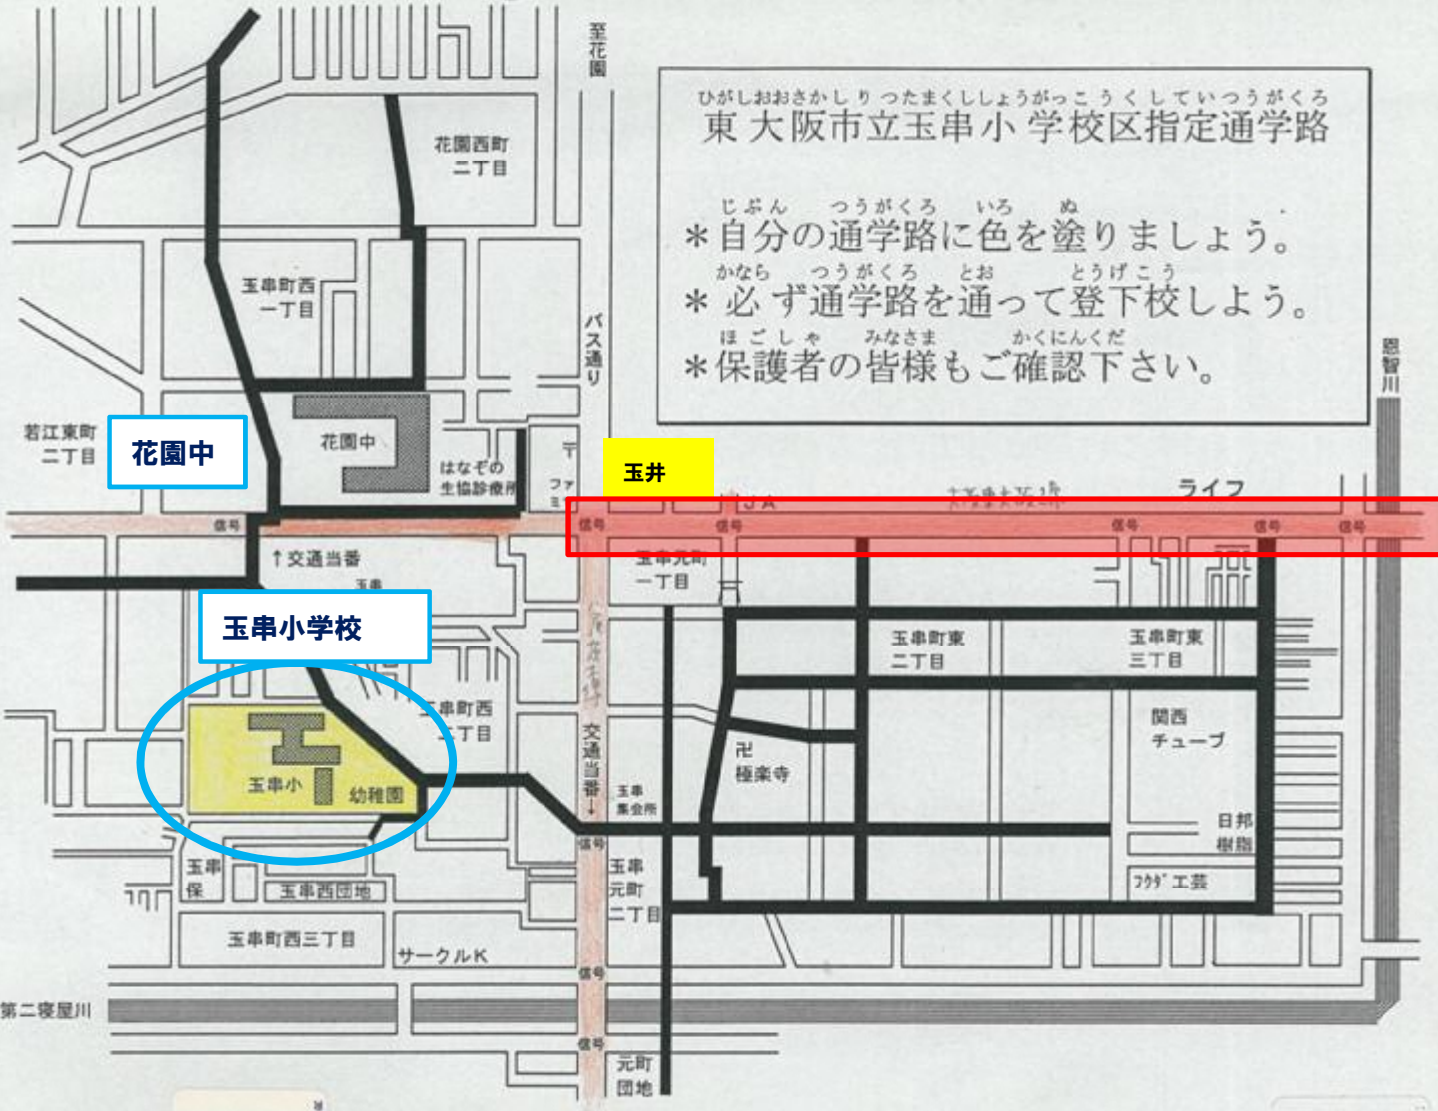 至花園
ひがしおおさかしりつたまくししょうがっこうくしていつうがくろ
東大阪市立玉串小学校区指定通学路
じぶん つうがくろ いろ ぬ
＊自分の通学路に色を塗りましょう。
かなら つうがくろ とお とうげこう
＊必ず通学路を通って登下校しよう。
ほごしゃ みなさま かくにんくだ
＊保護者の皆様もご確認下さい。
花園西町
二丁目
玉串町西
一丁目
バス通り
恩智川
若江東町
二丁目
花園中
花園中
はなぞの
生協診療所
〒
ファ
ミ
玉井
JA
ライフ
信号
信号
信号
信号
信号
信号
↑交通当番
玉串
玉串元町
一丁目
玉串小学校
玉串町東
二丁目
玉串町東
三丁目
玉串町西
二丁目
関西
チューブ
交通当番↓
卍
極楽寺
玉串小
幼稚園
玉串
集会所
日邦
樹脂
信号
玉串
保
玉串西団地
玉串
元町
二丁目
フクダ工芸
玉串町西三丁目
サークルK
信号
第二寝屋川
信号
元町
団地